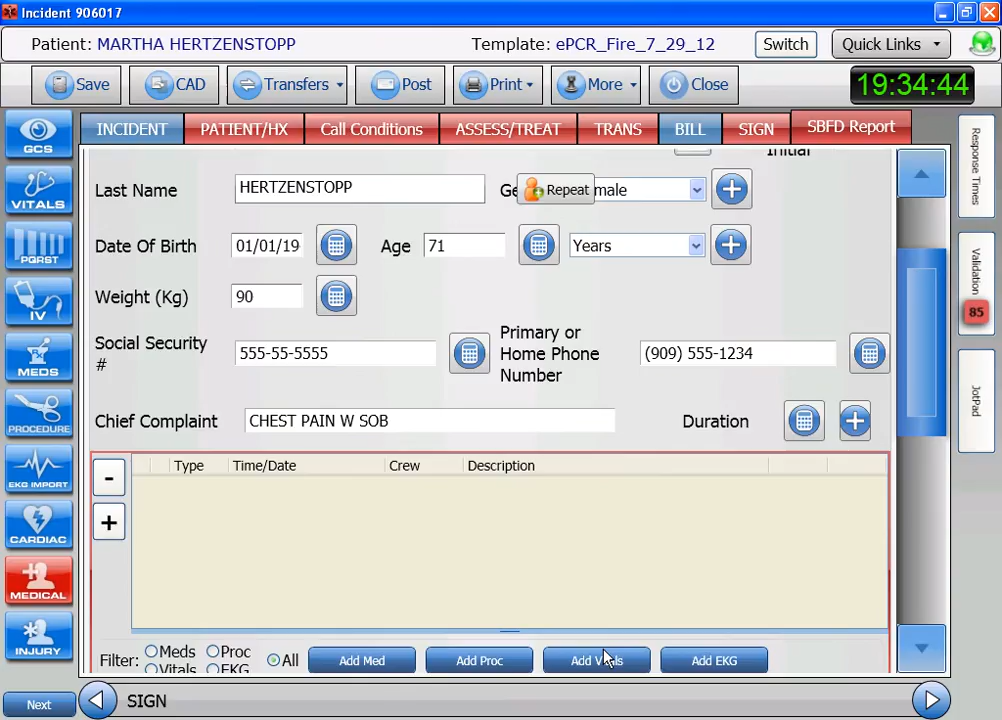 Incident 906017
Patient: MARTHA HERTZENSTOPP
Template: ePCR_Fire_7_29_12
Switch
Quick Links
Save
CAD
Transfers
Post
Print
More
Close
19:34:44
INCIDENT
PATIENT/HX
Call Conditions
ASSESS/TREAT
TRANS
BILL
SIGN
SBFD Report
GCS
VITALS
PQRST
IV
MEDS
PROCEDURE
EKG IMPORT
CARDIAC
MEDICAL
INJURY
Next
Initial
Last Name
HERTZENSTOPP
Ge
Repeat
male
Date Of Birth
01/01/19
Age
71
Years
Weight (Kg)
90
Social Security
#
555-55-5555
Primary or
Home Phone
Number
(909) 555-1234
Chief Complaint
CHEST PAIN W SOB
Duration
-
+
Type
Time/Date
Crew
Description
Filter:
Meds
Proc
Vitals
EKG
All
Add Med
Add Proc
Add Vitals
Add EKG
SIGN
Response Times
Validation
85
JotPad